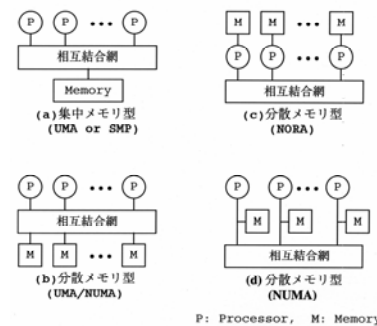 P P ••• P
相互結合網
Memory
(a)集中メモリ型
(UMA or SMP)
M M ••• M
P P ••• P
相互結合網
(c)分散メモリ型
(NORA)
P P ••• P
相互結合網
M M ••• M
(b)分散メモリ型
(UMA/NUMA)
P P ••• P
M M M
相互結合網
(d)分散メモリ型
(NUMA)
P: Processor, M: Memory